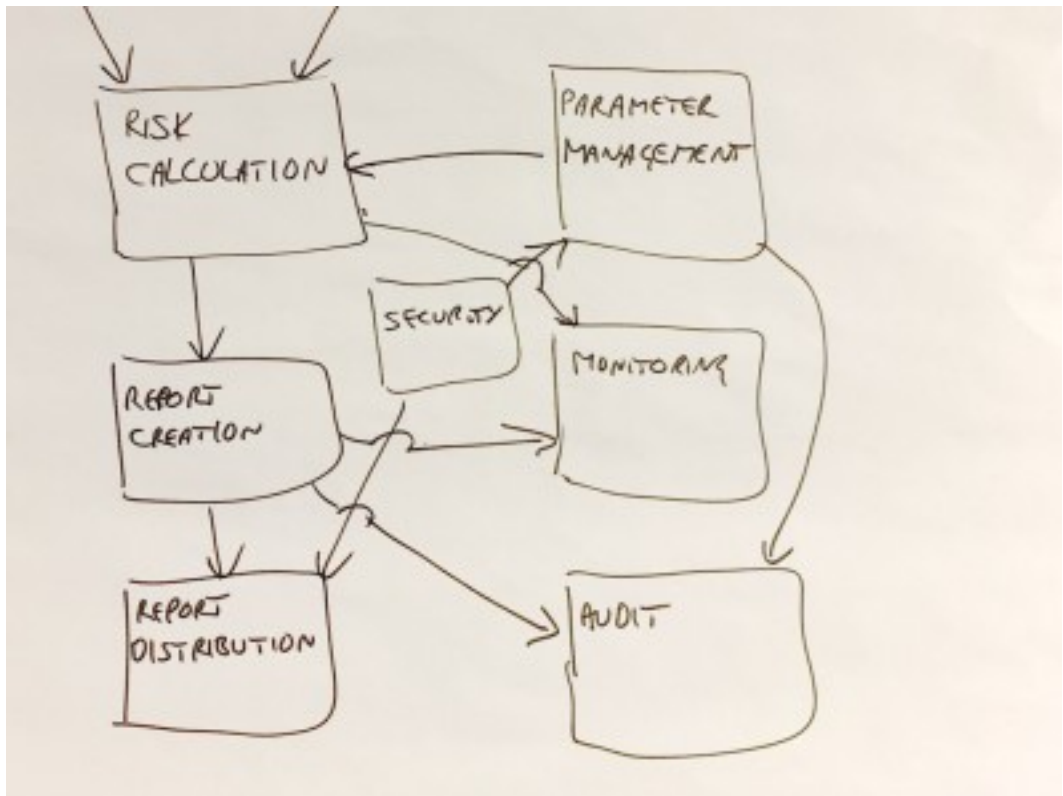 RISK
CALCULATION
PARAMETER
MANAGEMENT
SECURITY
MONITORING
REPORT
CREATION
REPORT
DISTRIBUTION
AUDIT